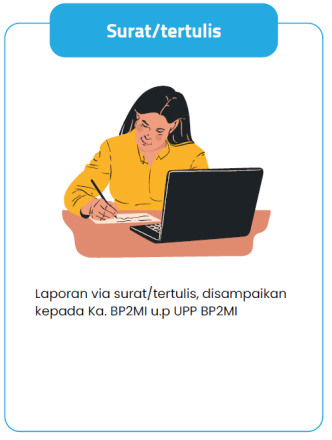 Surat/tertulis
Laporan via surat/tertulis, disampaikan
kepada Ka. BP2MI u.p UPP BP2MI